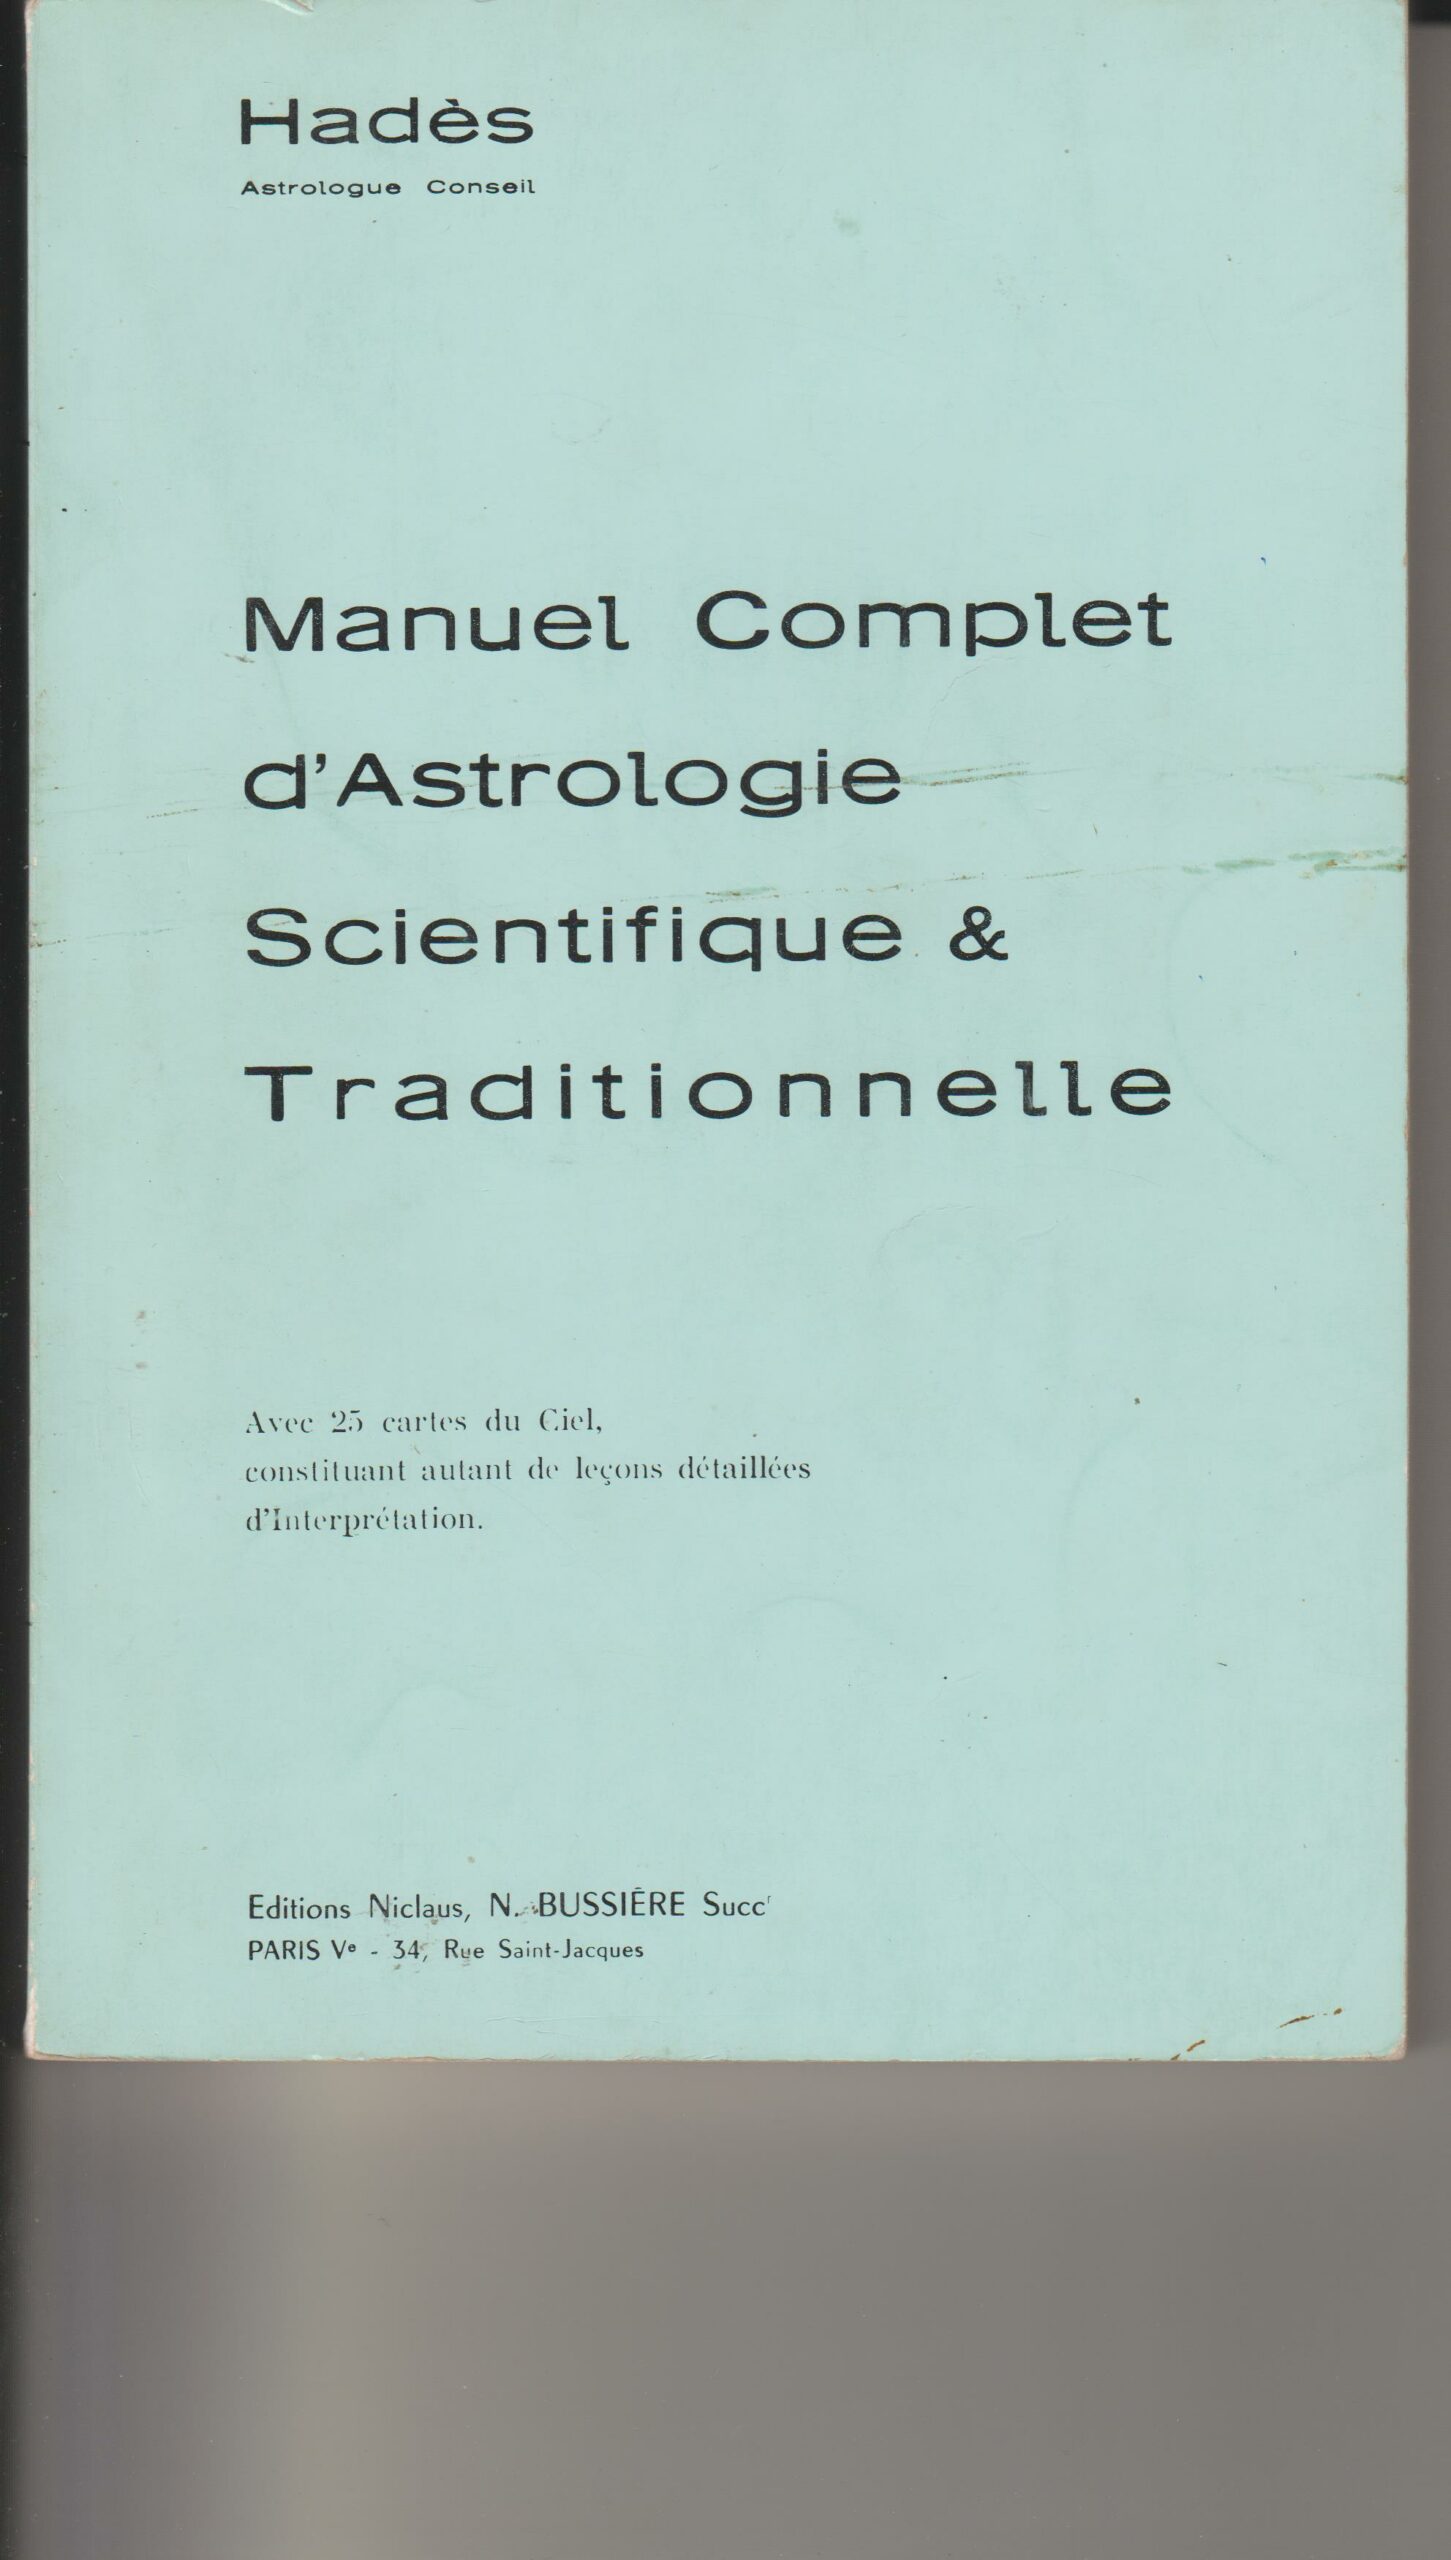 Hadès
Astrologue Conseil
Manuel Complet
d'Astrologie
Scientifique &
Traditionnelle
Avec 25 cartes du Ciel,
constituant autant de leçons détaillées
d'Interprétation.
Editions Niclaus, N. BUSSIÈRE Succr
PARIS Ve - 34, Rue Saint-Jacques